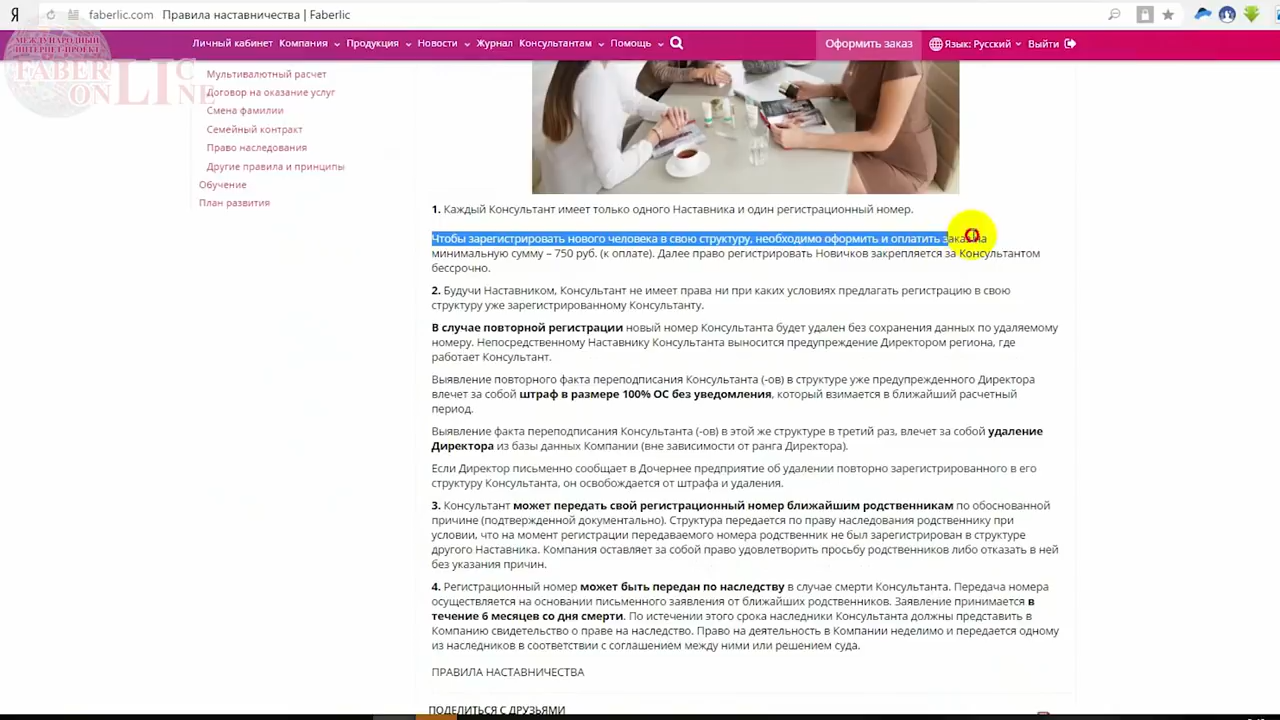 Я faberlic.com Правила наставничества | Faberlic
МЕЖДУНАРОДНЫЙ
ИНТЕРНЕТ-ПРОЕКТ
FABERLIC
ONLINE
Личный кабинет Компания Продукция Новости Журнал Консультантам Помощь Оформить заказ Язык: Русский Выйти
Мультивалютный расчет
Договор на оказание услуг
Смена фамилии
Семейный контракт
Право наследования
Другие правила и принципы
Обучение
План развития
1. Каждый Консультант имеет только одного Наставника и один регистрационный номер.
Чтобы зарегистрировать нового человека в свою структуру, необходимо оформить и оплатить заказ на
минимальную сумму – 750 руб. (к оплате). Далее право регистрировать Новичков закрепляется за Консультантом
бессрочно.
2. Будучи Наставником, Консультант не имеет права ни при каких условиях предлагать регистрацию в свою
структуру уже зарегистрированному Консультанту.
В случае повторной регистрации новый номер Консультанта будет удален без сохранения данных по удаляемому
номеру. Непосредственному Наставнику Консультанта выносится предупреждение Директором региона, где
работает Консультант.
Выявление повторного факта переподписания Консультанта (-ов) в структуре уже предупрежденного Директора
влечет за собой штраф в размере 100% ОС без уведомления, который взимается в ближайший расчетный
период.
Выявление факта переподписания Консультанта (-ов) в этой же структуре в третий раз, влечет за собой удаление
Директора из базы данных Компании (вне зависимости от ранга Директора).
Если Директор письменно сообщает в Дочернее предприятие об удалении повторно зарегистрированного в его
структуру Консультанта, он освобождается от штрафа и удаления.
3. Консультант может передать свой регистрационный номер ближайшим родственникам по обоснованной
причине (подтвержденной документально). Структура передается по праву наследования родственнику при
условии, что на момент регистрации передаваемого номера родственник не был зарегистрирован в структуре
другого Наставника. Компания оставляет за собой право удовлетворить просьбу родственников либо отказать в ней
без указания причин.
4. Регистрационный номер может быть передан по наследству в случае смерти Консультанта. Передача номера
осуществляется на основании письменного заявления от ближайших родственников. Заявление принимается в
течение 6 месяцев со дня смерти. По истечении этого срока наследники Консультанта должны представить в
Компанию свидетельство о праве на наследство. Право на деятельность в Компании неделимо и передается одному
из наследников в соответствии с соглашением между ними или решением суда.
ПРАВИЛА НАСТАВНИЧЕСТВА
ПОДЕЛИТЬСЯ С ДРУЗЬЯМИ